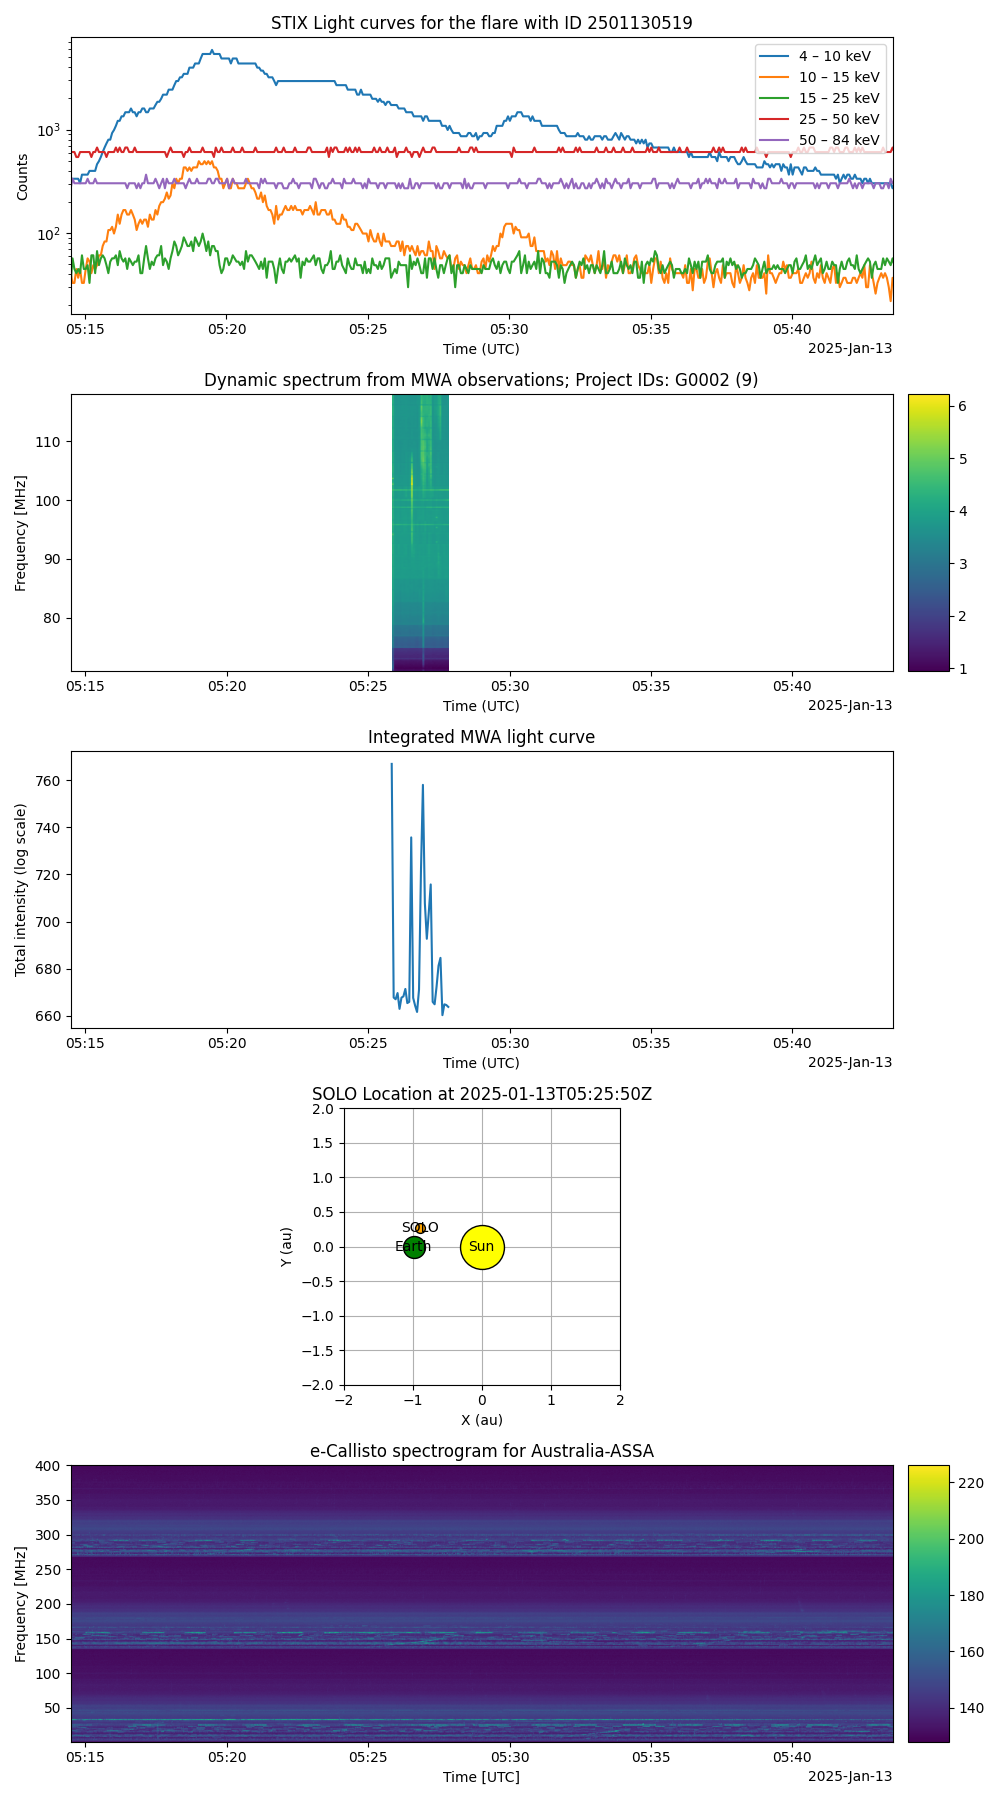 STIX Light curves for the flare with ID 2501130519
4 – 10 keV
10 – 15 keV
15 – 25 keV
25 – 50 keV
50 – 84 keV
10³
10²
Counts
05:15 05:20 05:25 05:30 05:35 05:40
Time (UTC)
2025-Jan-13
Dynamic spectrum from MWA observations; Project IDs: G0002 (9)
110
100
90
80
Frequency [MHz]
6
5
4
3
2
1
05:15 05:20 05:25 05:30 05:35 05:40
Time (UTC)
2025-Jan-13
Integrated MWA light curve
760
740
720
700
680
660
Total intensity (log scale)
05:15 05:20 05:25 05:30 05:35 05:40
Time (UTC)
2025-Jan-13
SOLO Location at 2025-01-13T05:25:50Z
2.0
1.5
1.0
0.5
0.0
−0.5
−1.0
−1.5
−2.0
Y (au)
SOLO
Earth
Sun
−2 −1 0 1 2
X (au)
e-Callisto spectrogram for Australia-ASSA
400
350
300
250
200
150
100
50
Frequency [MHz]
220
200
180
160
140
05:15 05:20 05:25 05:30 05:35 05:40
Time [UTC]
2025-Jan-13